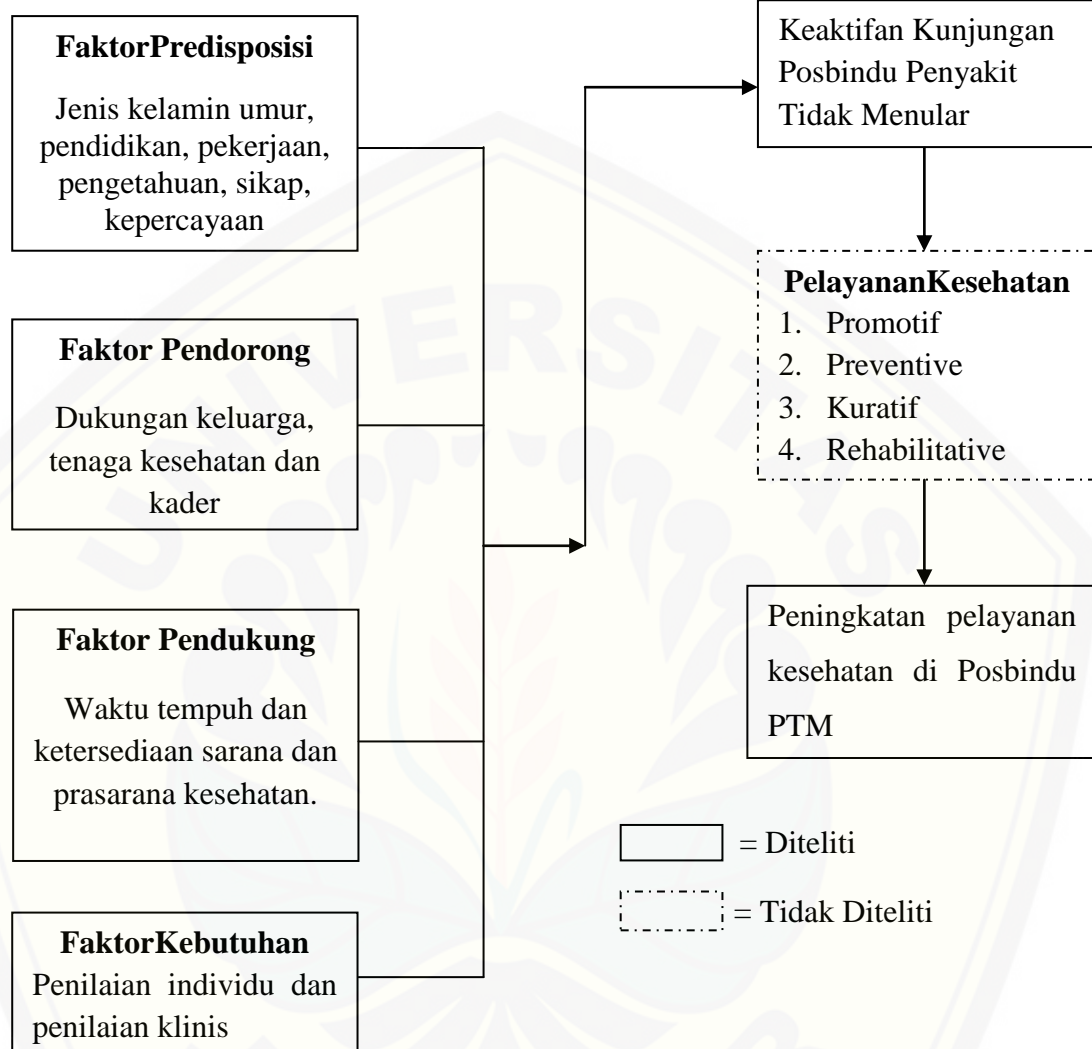 FaktorPredisposisi
Jenis kelamin umur,
pendidikan, pekerjaan,
pengetahuan, sikap,
kepercayaan
Faktor Pendorong
Dukungan keluarga,
tenaga kesehatan dan
kader
Faktor Pendukung
Waktu tempuh dan
ketersediaan sarana dan
prasarana kesehatan.
FaktorKebutuhan
Penilaian individu dan
penilaian klinis
Keaktifan Kunjungan
Posbindu Penyakit
Tidak Menular
PelayananKesehatan
1. Promotif
2. Preventive
3. Kuratif
4. Rehabilitative
Peningkatan pelayanan
kesehatan di Posbindu
PTM
= Diteliti
= Tidak Diteliti
UNIVERSITAS